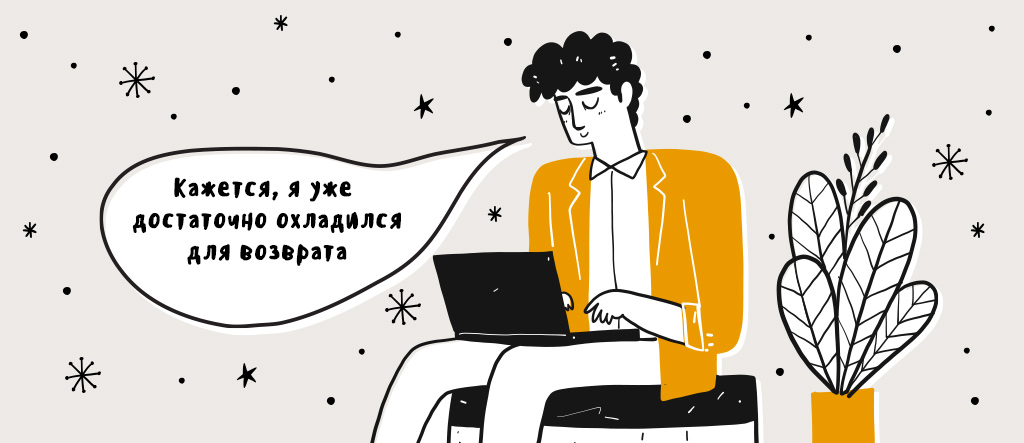 Кажется, я уже
достаточно охладился
для возврата